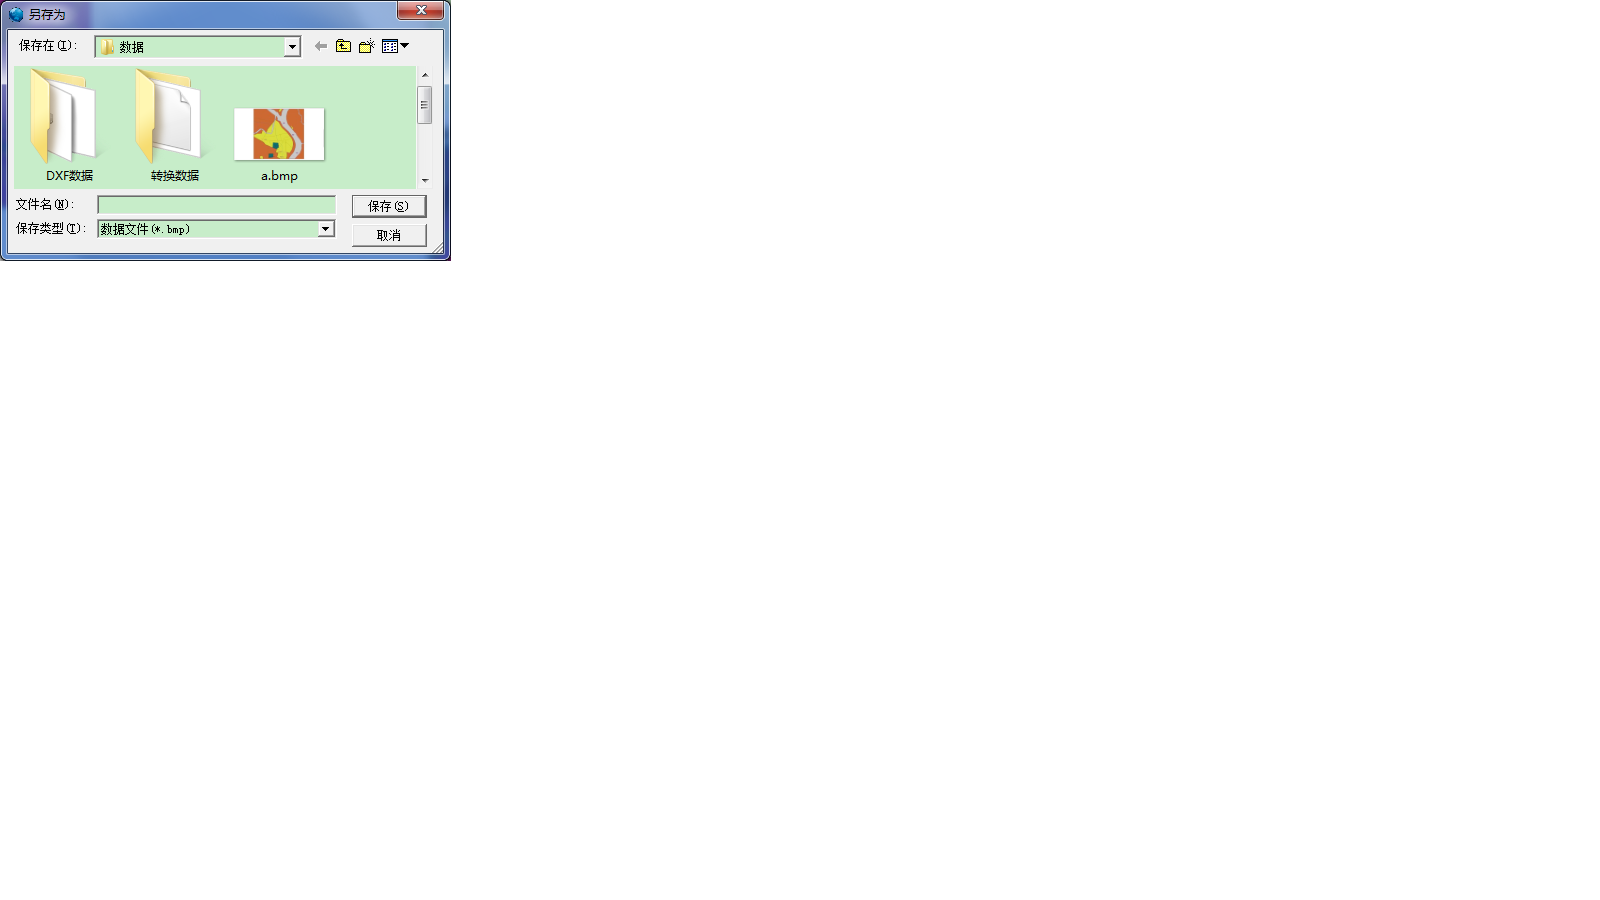 另存为
保存在(I):
数据
DXF数据
转换数据
a.bmp
文件名(N):
保存(S)
保存类型(T):
数据文件(*.bmp)
取消